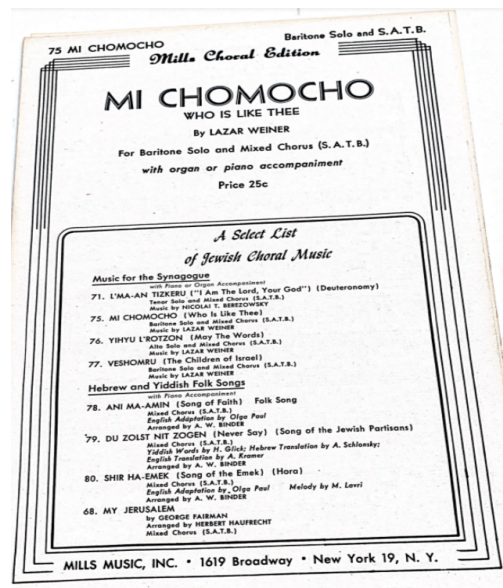 75 MI CHOMOCHO
Baritone Solo and S.A.T.B.
Mills Choral Edition
MI CHOMOCHO
WHO IS LIKE THEE
By LAZAR WEINER
For Baritone Solo and Mixed Chorus (S.A.T.B.)
with organ or piano accompaniment
Price 25c
A Select List
of Jewish Choral Music
Music for the Synagogue
with Piano or Organ Accompaniment
71. L'MA-AN TIZKERU ("I Am The Lord, Your God") (Deuteronomy)
Tenor Solo and Mixed Chorus (S.A.T.B.)
Music by NICOLAI T. BEREZOWSKY
75. MI CHOMOCHO (Who Is Like Thee)
Baritone Solo and Mixed Chorus (S.A.T.B.)
Music by LAZAR WEINER
76. YIHYU L'ROTZON (May The Words)
Alto Solo and Mixed Chorus (S.A.T.B.)
Music by LAZAR WEINER
77. VESHOMRU (The Children of Israel)
Baritone Solo and Mixed Chorus (S.A.T.B.)
Music by LAZAR WEINER
Hebrew and Yiddish Folk Songs
with Piano Accompaniment
78. ANI MA-AMIN (Song of Faith) Folk Song
Mixed Chorus (S.A.T.B.)
English Adaptation by Olga Paul
Arranged by A. W. BINDER
79. DU ZOLST NIT ZOGEN (Never Say) (Song of the Jewish Partisans)
Mixed Chorus (S.A.T.B.)
Yiddish Words by H. Glick; Hebrew Translation by A. Schlonsky;
English Translation by A. Kramer
Arranged by A. W. BINDER
80. SHIR HA-EMEK (Song of the Emek) (Hora)
Mixed Chorus (S.A.T.B.)
English Adaptation by Olga Paul Melody by M. Lavri
Arranged by A. W. BINDER
68. MY JERUSALEM
by GEORGE FAIRMAN
Arranged by HERBERT HAUFRECHT
Mixed Chorus (S.A.T.B.)
MILLS MUSIC, INC. • 1619 Broadway • New York 19, N. Y.